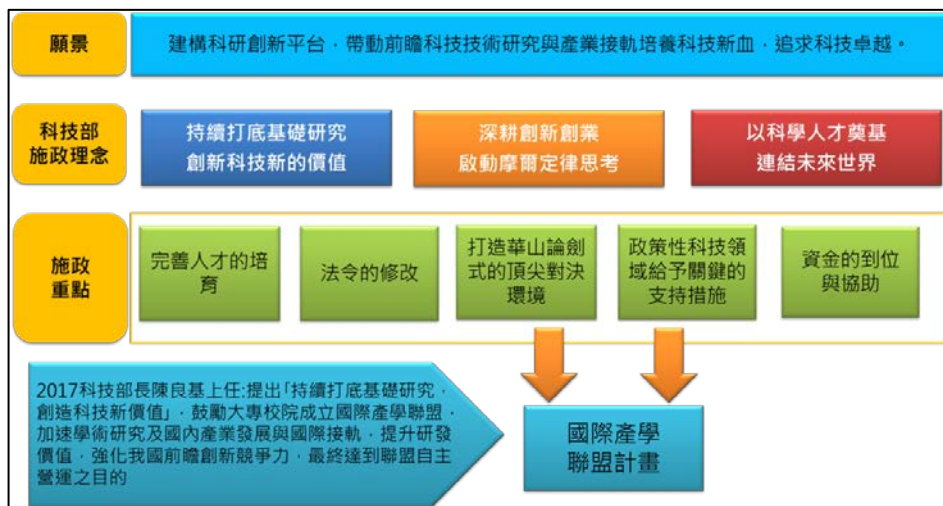 願景
建構科研創新平台，帶動前瞻科技技術研究與產業接軌培養科技新血，追求科技卓越。
科技部
施政理念
持續打底基礎研究
創新科技新的價值
深耕創新創業
啟動摩爾定律思考
以科學人才奠基
連結未來世界
施政
重點
完善人才的培
育
法令的修改
打造華山論劍
式的頂尖對決
環境
政策性科技領
域給予關鍵的
支持措施
資金的到位
與協助
2017科技部長陳良基上任:提出「持續打底基礎研究，
創造科技新價值」，鼓勵大專校院成立國際產學聯盟，
加速學術研究及國內產業發展與國際接軌，提升研發
價值，強化我國前瞻創新競爭力，最終達到聯盟自主
營運之目的
國際產學
聯盟計畫